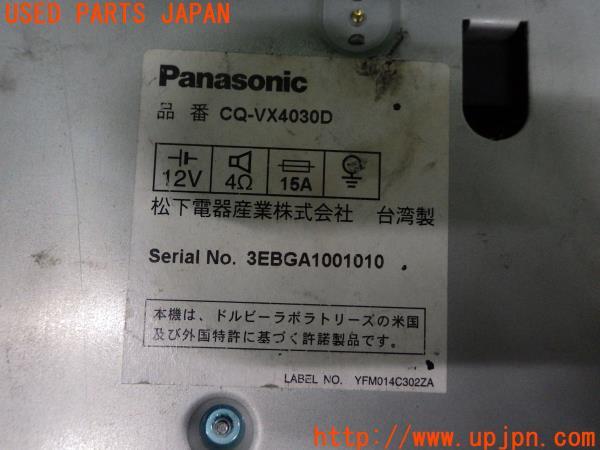 USED PARTS JAPAN
Panasonic
品 番 CQ-VX4030D
12V 4Ω 15A
松下電器産業株式会社 台湾製
Serial No. 3EBGA1001010
本機は、ドルビーラボラトリーズの米国
及び外国特許に基づく許諾製品です。
LABEL NO. YFM014C302ZA
UPJ
http://www.upjpn.com